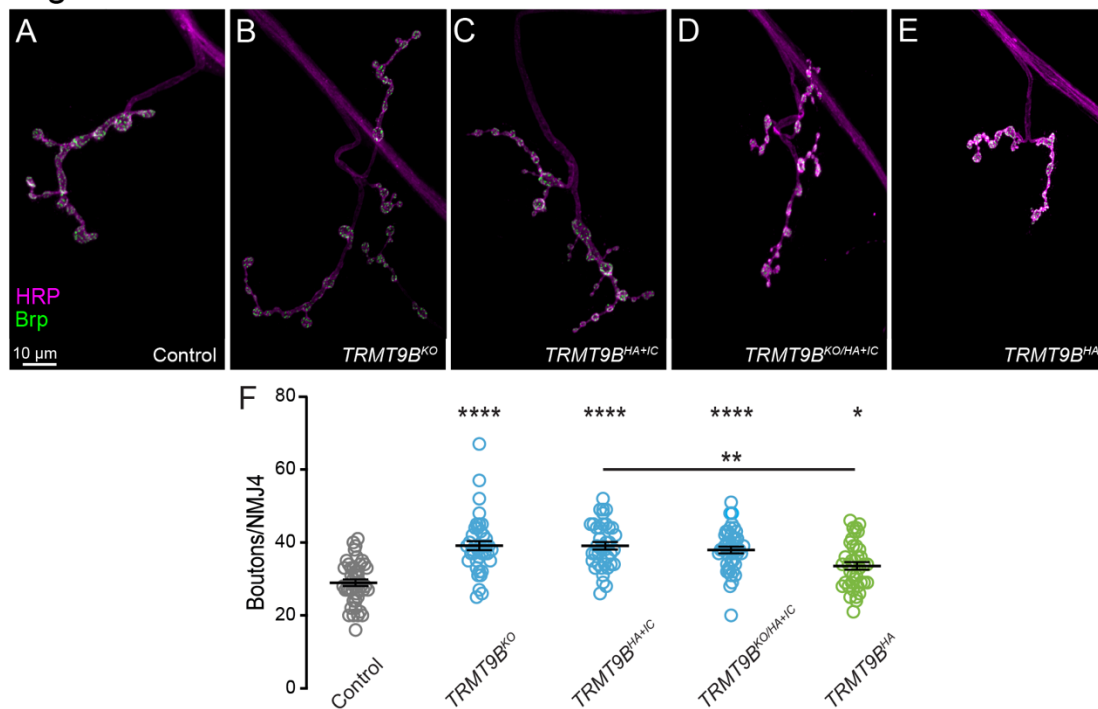 A
B
C
D
E
HRP
Brp
10 μm
Control
TRMT9B^KO
TRMT9B^HA+IC
TRMT9B^KO/HA+IC
TRMT9B^HA
F
Boutons/NMJ4
80
60
40
20
0
**** **** **** *
**
Control
TRMT9B^KO
TRMT9B^HA+IC
TRMT9B^KO/HA+IC
TRMT9B^HA